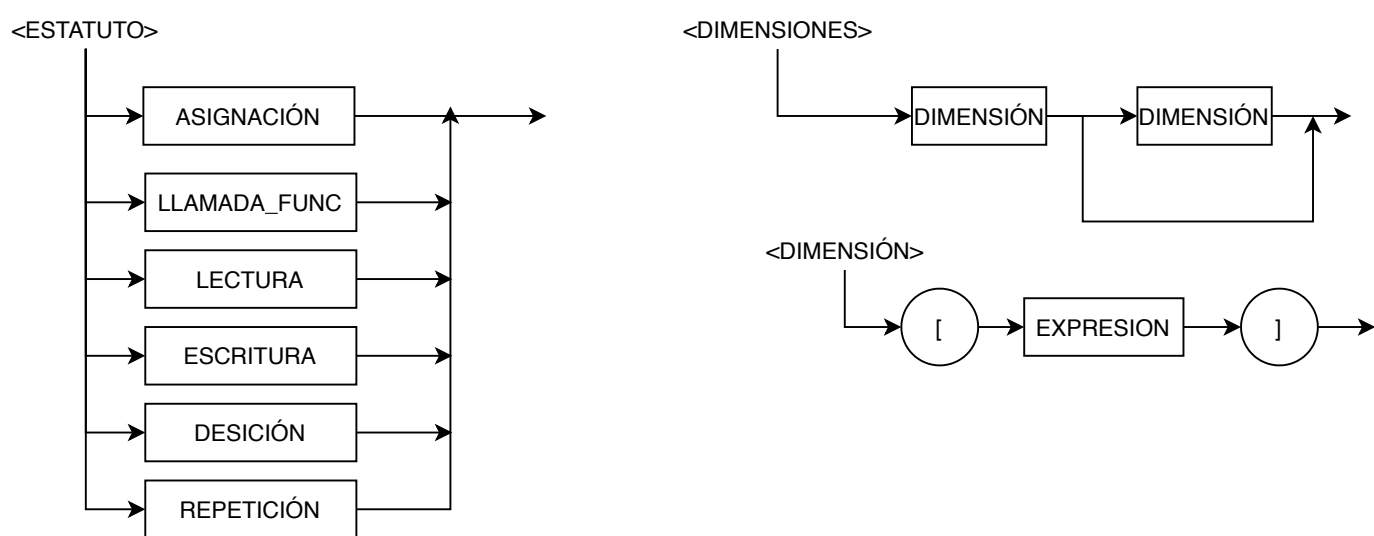 <ESTATUTO>
ASIGNACIÓN
LLAMADA_FUNC
LECTURA
ESCRITURA
DESICIÓN
REPETICIÓN
<DIMENSIONES>
DIMENSIÓN
DIMENSIÓN
<DIMENSIÓN>
[
EXPRESION
]